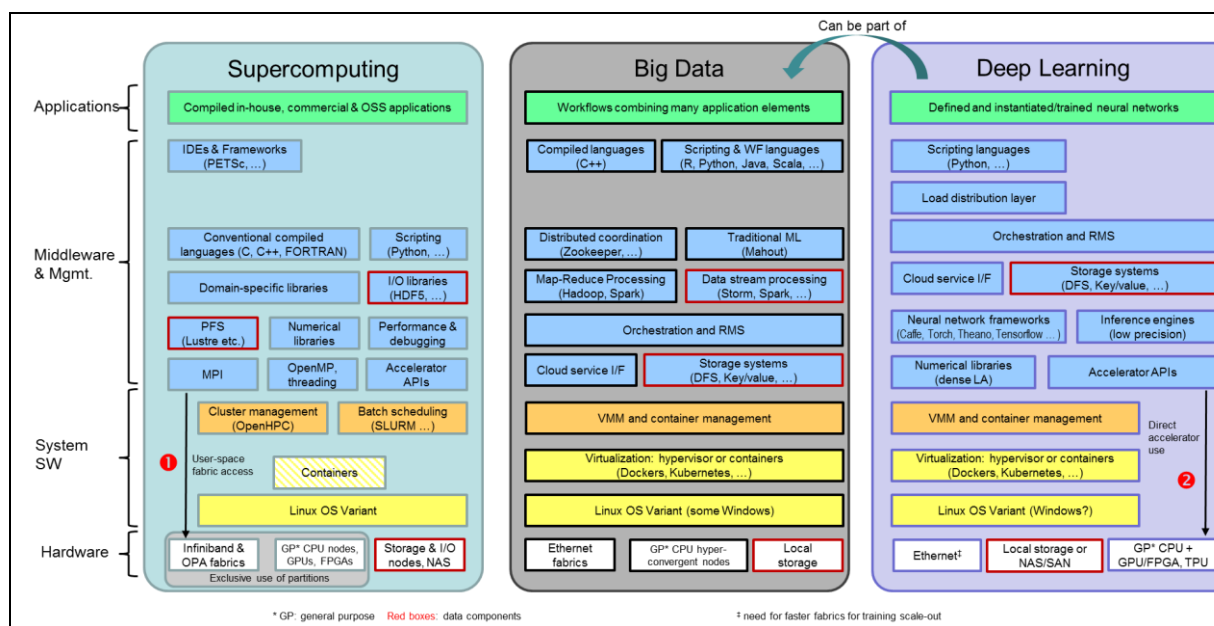 Can be part of
Supercomputing
Big Data
Deep Learning
Applications
Compiled in-house, commercial & OSS applications
Workflows combining many application elements
Defined and instantiated/trained neural networks
IDEs & Frameworks
(PETSc, ...)
Compiled languages
(C++)
Scripting & WF languages
(R, Python, Java, Scala, ...)
Scripting languages
(Python, ...)
Load distribution layer
Middleware
& Mgmt.
Conventional compiled
languages (C, C++, FORTRAN)
Scripting
(Python, ...)
Distributed coordination
(Zookeeper, ...)
Traditional ML
(Mahout)
Orchestration and RMS
Domain-specific libraries
I/O libraries
(HDF5, ...)
Map-Reduce Processing
(Hadoop, Spark)
Data stream processing
(Storm, Spark, ...)
Cloud service I/F
Storage systems
(DFS, Key/value, ...)
PFS
(Lustre etc.)
Numerical
libraries
Performance &
debugging
Orchestration and RMS
Neural network frameworks
(Caffe, Torch, Theano, Tensorflow ...)
Inference engines
(low precision)
MPI
OpenMP,
threading
Accelerator
APIs
Cloud service I/F
Storage systems
(DFS, Key/value, ...)
Numerical libraries
(dense LA)
Accelerator APIs
System
SW
Cluster management
(OpenHPC)
Batch scheduling
(SLURM ...)
VMM and container management
VMM and container management
Direct
accelerator
use
1
User-space
fabric access
Containers
Virtualization: hypervisor or containers
(Dockers, Kubernetes, ...)
Virtualization: hypervisor or containers
(Dockers, Kubernetes, ...)
2
Linux OS Variant
Linux OS Variant (some Windows)
Linux OS Variant (Windows?)
Hardware
Infiniband &
OPA fabrics
GP* CPU nodes,
GPUs, FPGAs
Storage & I/O
nodes, NAS
Exclusive use of partitions
Ethernet
fabrics
GP* CPU hyper-
convergent nodes
Local
storage
Ethernet‡
Local storage or
NAS/SAN
GP* CPU +
GPU/FPGA, TPU
* GP: general purpose Red boxes: data components
‡ need for faster fabrics for training scale-out